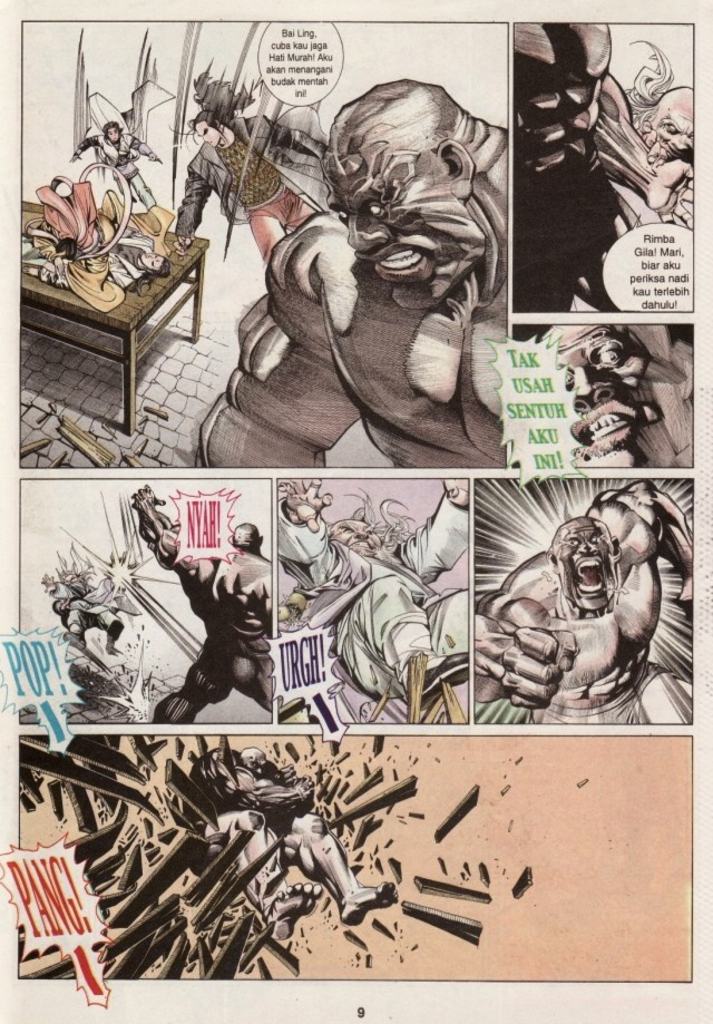 Bai Ling,
cuba kau jaga
Hati Murah! Aku
akan menangani
budak mentah
ini!
Rimba
Gila! Mari,
biar aku
periksa nadi
kau terlebih
dahulu!
TAK
USAH
SENTUH
AKU
INI!
NYAH!
POP!
URGH!
PANG!
9